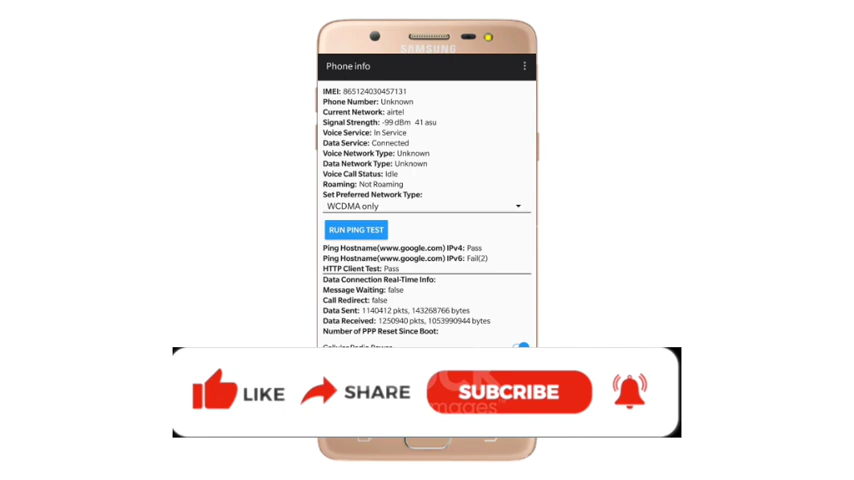 SAMSUNG
Phone info
IMEI: 865124030457131
Phone Number: Unknown
Current Network: airtel
Signal Strength: -99 dBm 41 asu
Voice Service: In Service
Data Service: Connected
Voice Network Type: Unknown
Data Network Type: Unknown
Voice Call Status: Idle
Roaming: Not Roaming
Set Preferred Network Type:
WCDMA only
RUN PING TEST
Ping Hostname(www.google.com) IPv4: Pass
Ping Hostname(www.google.com) IPv6: Fail(2)
HTTP Client Test: Pass
Data Connection Real-Time Info:
Message Waiting: false
Call Redirect: false
Data Sent: 1140412 pkts, 143268766 bytes
Data Received: 1250940 pkts, 1053990944 bytes
Number of PPP Reset Since Boot:
Cellular Radio Power
LIKE
SHARE
SUBCRIBE
images